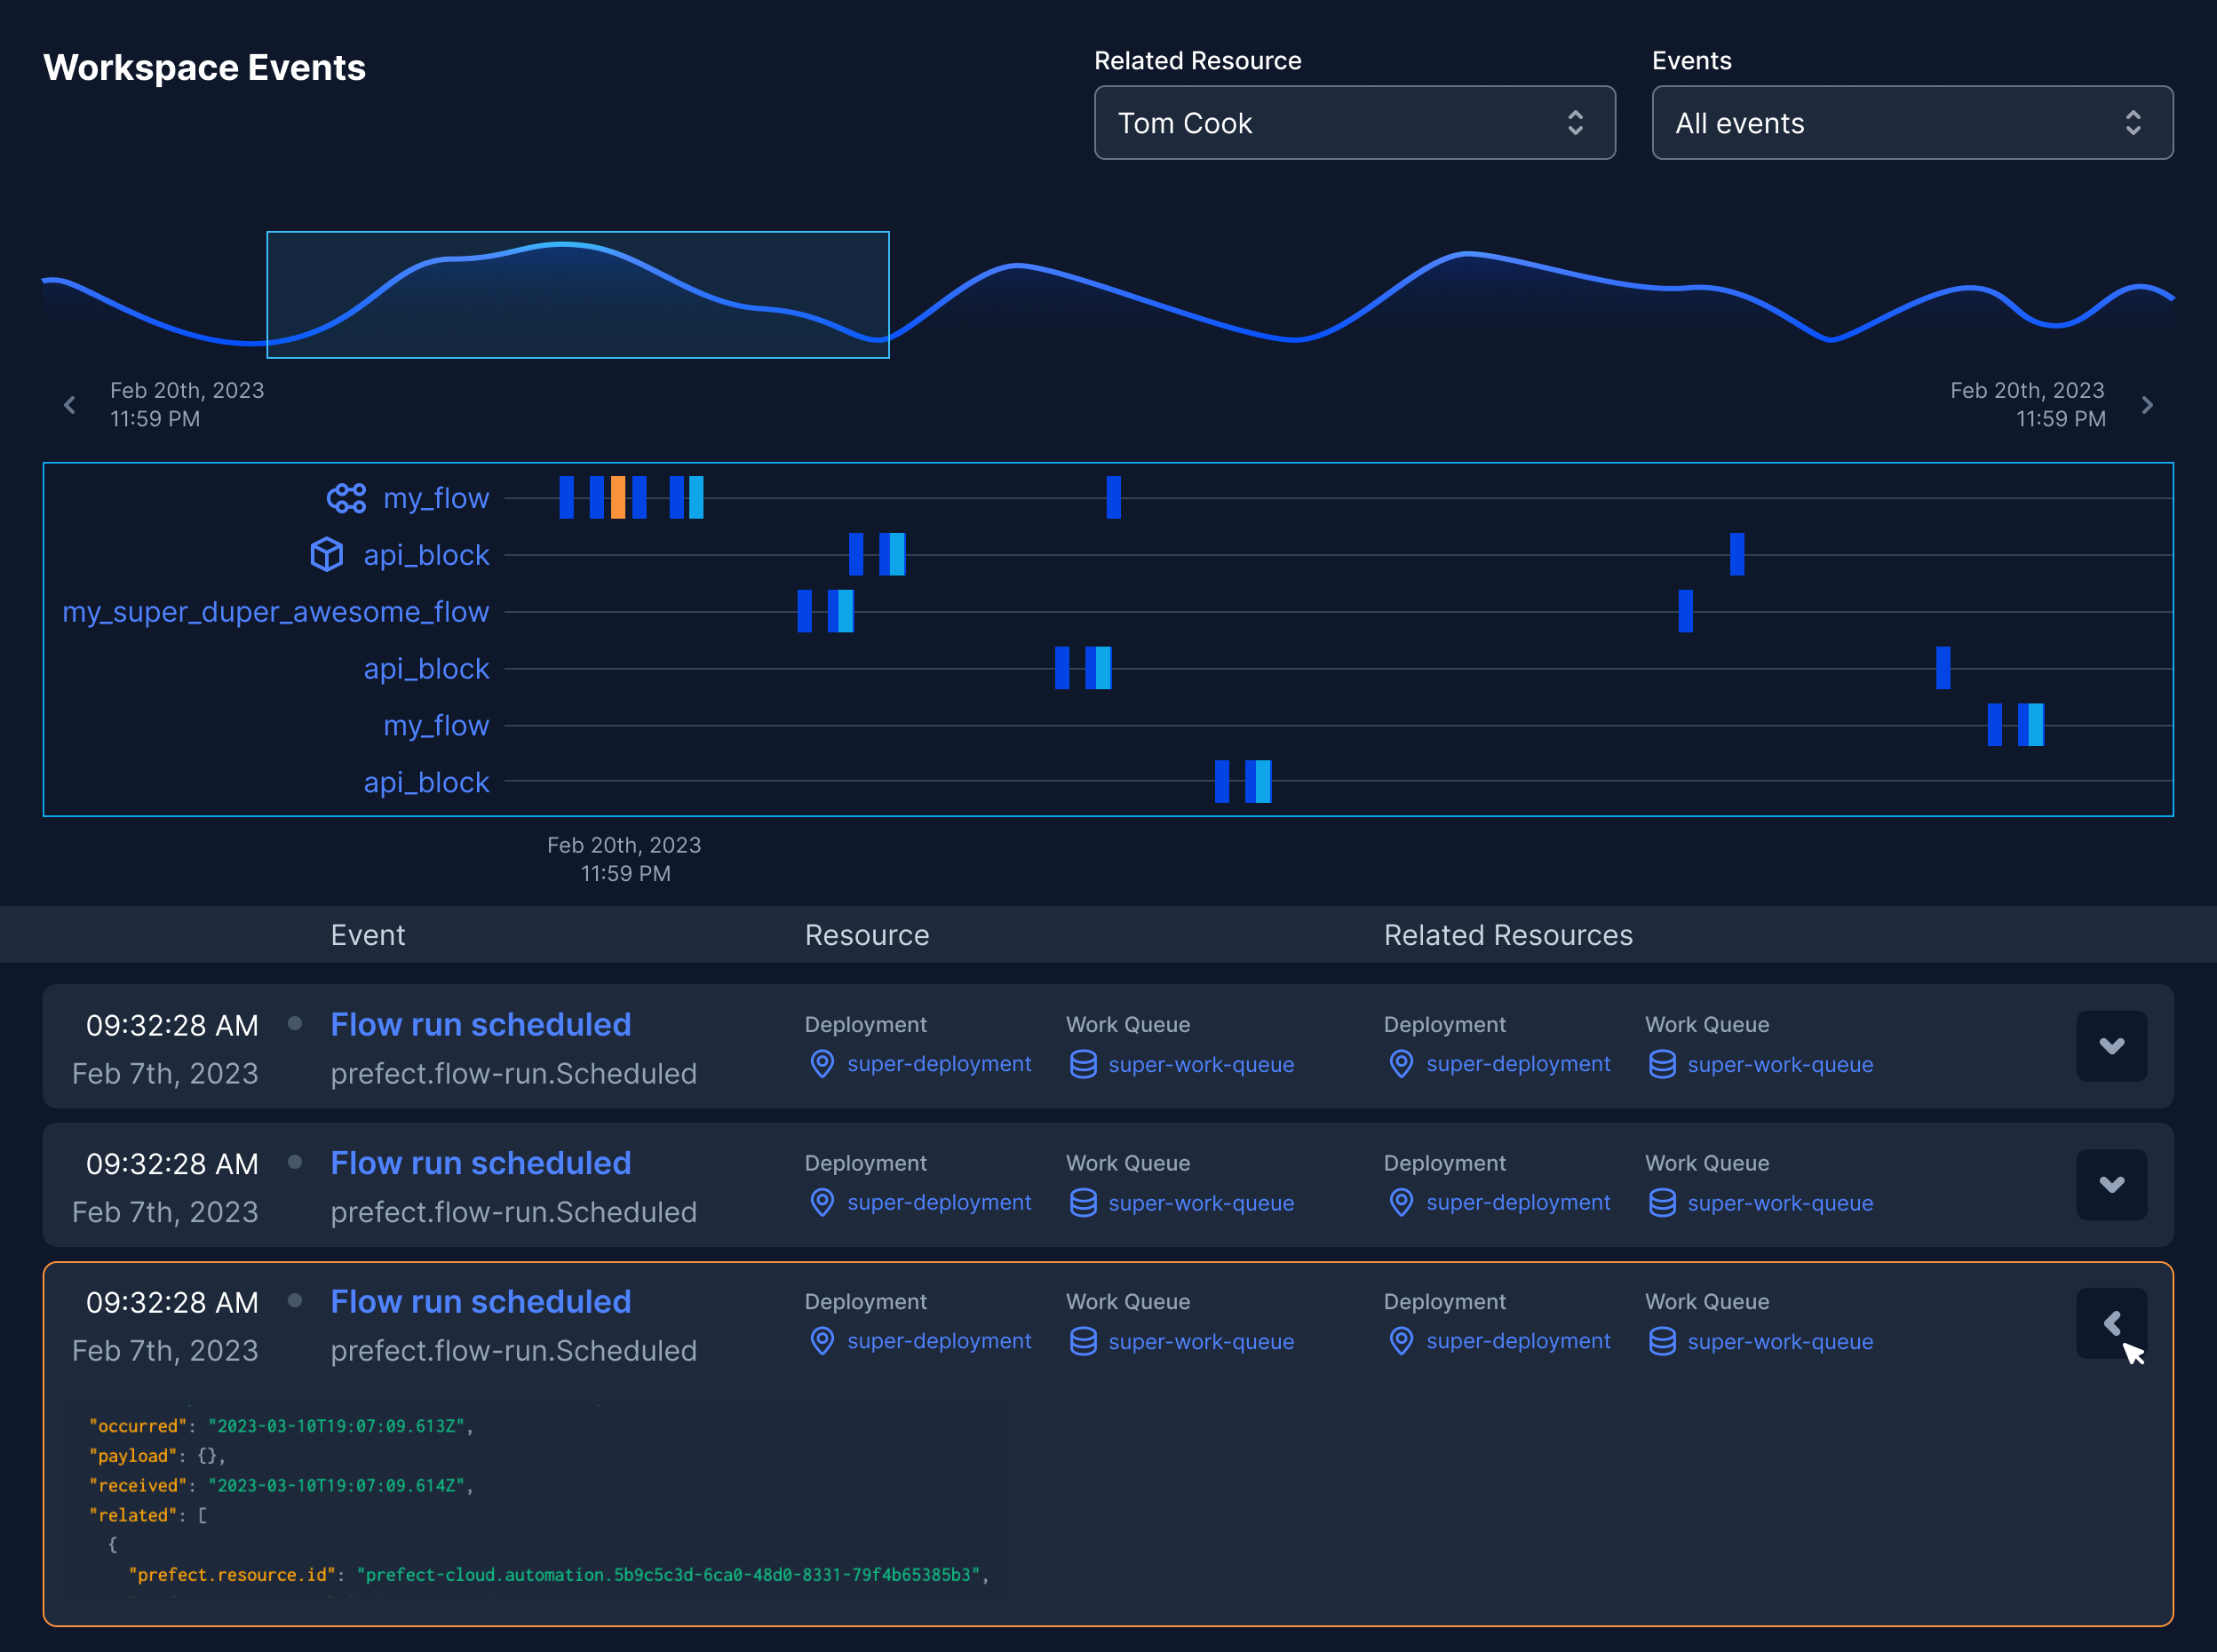 Workspace Events
Related Resource
Events
Tom Cook
All events
Feb 20th, 2023
11:59 PM
Feb 20th, 2023
11:59 PM
my_flow
api_block
my_super_duper_awesome_flow
api_block
my_flow
api_block
Feb 20th, 2023
11:59 PM
Event Resource Related Resources
09:32:28 AM Flow run scheduled Deployment Work Queue Deployment Work Queue
Feb 7th, 2023 prefect.flow-run.Scheduled super-deployment super-work-queue super-deployment super-work-queue
09:32:28 AM Flow run scheduled Deployment Work Queue Deployment Work Queue
Feb 7th, 2023 prefect.flow-run.Scheduled super-deployment super-work-queue super-deployment super-work-queue
09:32:28 AM Flow run scheduled Deployment Work Queue Deployment Work Queue
Feb 7th, 2023 prefect.flow-run.Scheduled super-deployment super-work-queue super-deployment super-work-queue
"occurred": "2023-03-10T19:07:09.613Z",
"payload": {},
"received": "2023-03-10T19:07:09.614Z",
"related": [
{
"prefect.resource.id": "prefect-cloud.automation.5b9c5c3d-6ca0-48d0-8331-79f4b65385b3",